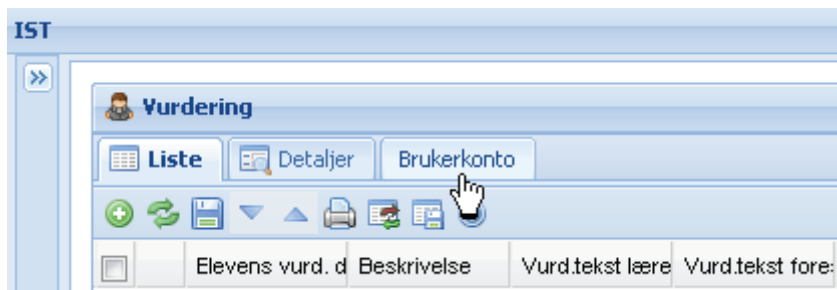 IST
Vurdering
Liste Detaljer Brukerkonto
Elevens vurd. d Beskrivelse Vurd.tekst lære Vurd.tekst fore